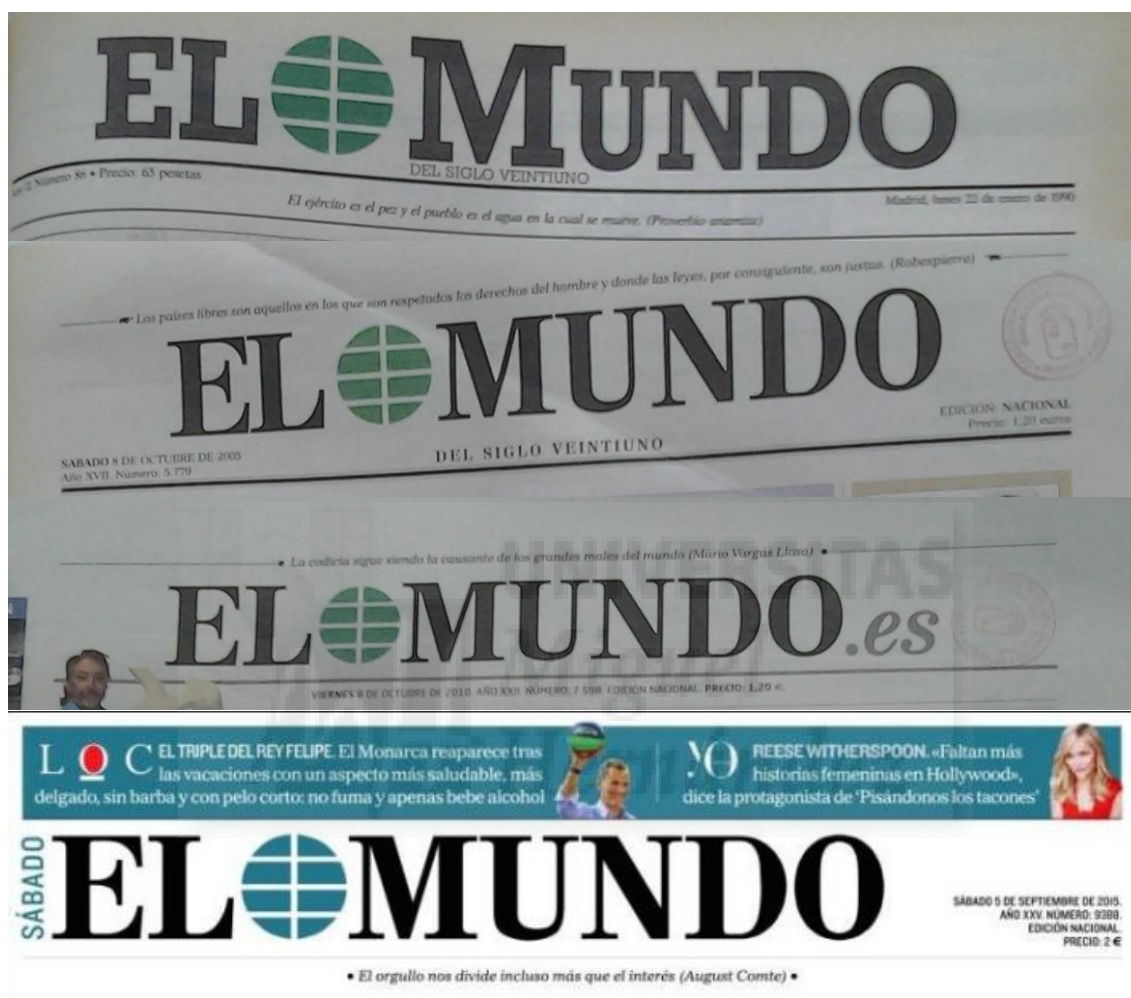 EL MUNDO
DEL SIGLO VEINTIUNO
Número 86 • Precio: 65 pesetas
Madrid, lunes 22 de enero de 1990
El ejército es el pez y el pueblo es el agua en la cual se mueve. (Proverbio anamita)
Los países libres son aquellos en los que son respetados los derechos del hombre y donde las leyes, por consiguiente, son justas. (Robespierre)
EL MUNDO
EDICION: NACIONAL
Precio: 1,20 euros
DEL SIGLO VEINTIUNO
SABADO 8 DE OCTUBRE DE 2005
Año XVII. Número: 5.779
• La codicia sigue siendo la causante de los grandes males del mundo (Mario Vargas Llosa) •
UNIVERSITAS
Miguel
EL MUNDO.es
VIERNES 8 DE OCTUBRE DE 2010. AÑO XXII. NÚMERO: 7.598. EDICIÓN NACIONAL. PRECIO: 1,20 €.
LOC EL TRIPLE DEL REY FELIPE. El Monarca reaparece tras
las vacaciones con un aspecto más saludable, más
delgado, sin barba y con pelo corto: no fuma y apenas bebe alcohol
YO REESE WITHERSPOON. «Faltan más
historias femeninas en Hollywood»,
dice la protagonista de 'Pisándonos los tacones'
SÁBADO
EL MUNDO
SÁBADO 5 DE SEPTIEMBRE DE 2015.
AÑO XXV. NÚMERO: 9388.
EDICIÓN NACIONAL.
PRECIO: 2 €
• El orgullo nos divide incluso más que el interés (August Comte) •